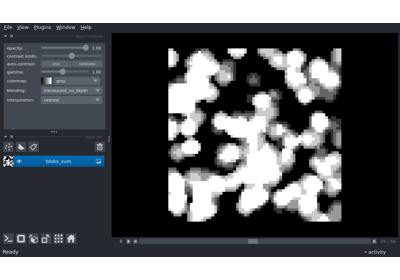 File View Plugins Window Help
opacity: 1.00
contrast limits:
auto-contrast: once continuous
gamma: 1.00
colormap: gray
blending: translucent_no_depth
interpolation: nearest
blobs_sum
Ready
activity